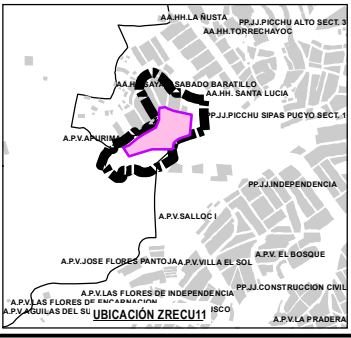 AA.HH.LA ÑUSTA
PP.JJ.PICCHU ALTO SECT. 3
AA.HH.TORRECHAYOC
SABADO BARATILLO
AA.HH. SANTA LUCIA
PP.JJ.PICCHU SIPAS PUCYO SECT. 1
A.P.V.APURIMA
PP.JJ.INDEPENDENCIA
A.P.V.SALLOC I
A.P.V. EL BOSQUE
A.P.V.JOSE FLORES PANTOJA
A.P.V.VILLA EL SOL
PP.JJ.CONSTRUCCION CIVIL
A.P.V.LAS FLORES DE INDEPENDENCIA
A.P.V.LAS FLORES DE ENCARNACION
A.P.V.AGUILAS DEL SU
UBICACIÓN ZRECU11
ISCO
A.P.V.LA PRADERA